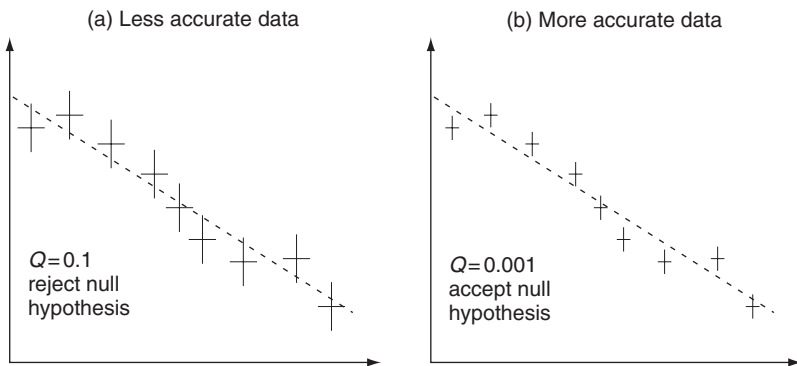 (a) Less accurate data
(b) More accurate data
Q=0.1
reject null
hypothesis
Q=0.001
accept null
hypothesis